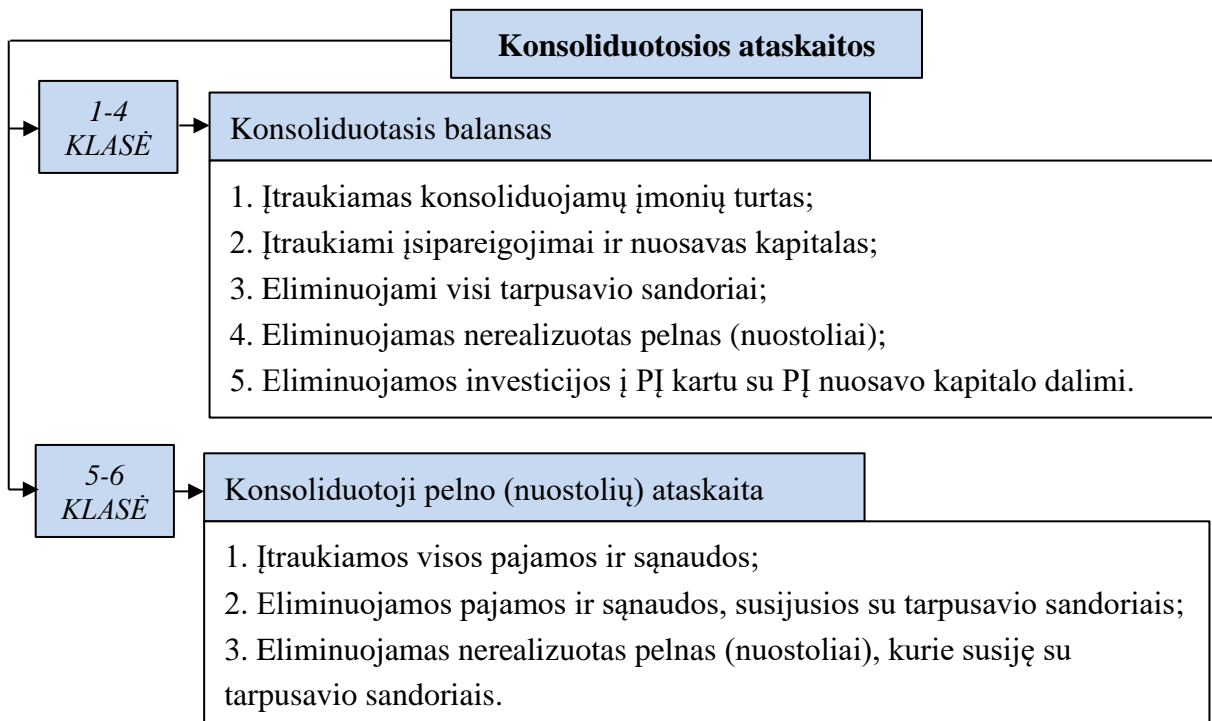 Konsoliduotosios ataskaitos
1-4
KLASĖ
Konsoliduotasis balansas
1. Įtraukiamas konsoliduojamų įmonių turtas;
2. Įtraukiami įsipareigojimai ir nuosavas kapitalas;
3. Eliminuojami visi tarpusavio sandoriai;
4. Eliminuojamas nerealizuotas pelnas (nuostoliai);
5. Eliminuojamos investicijos į PĮ kartu su PĮ nuosavo kapitalo dalimi.
5-6
KLASĖ
Konsoliduotoji pelno (nuostolių) ataskaita
1. Įtraukiamos visos pajamos ir sąnaudos;
2. Eliminuojamos pajamos ir sąnaudos, susijusios su tarpusavio sandoriais;
3. Eliminuojamas nerealizuotas pelnas (nuostoliai), kurie susiję su
tarpusavio sandoriais.